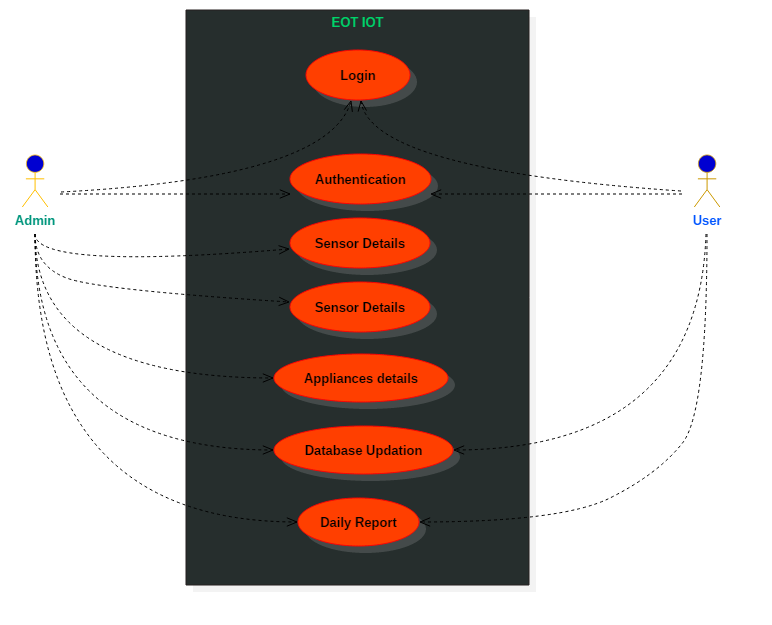 EOT IOT
Login
Authentication
Admin
User
Sensor Details
Sensor Details
Appliances details
Database Updation
Daily Report